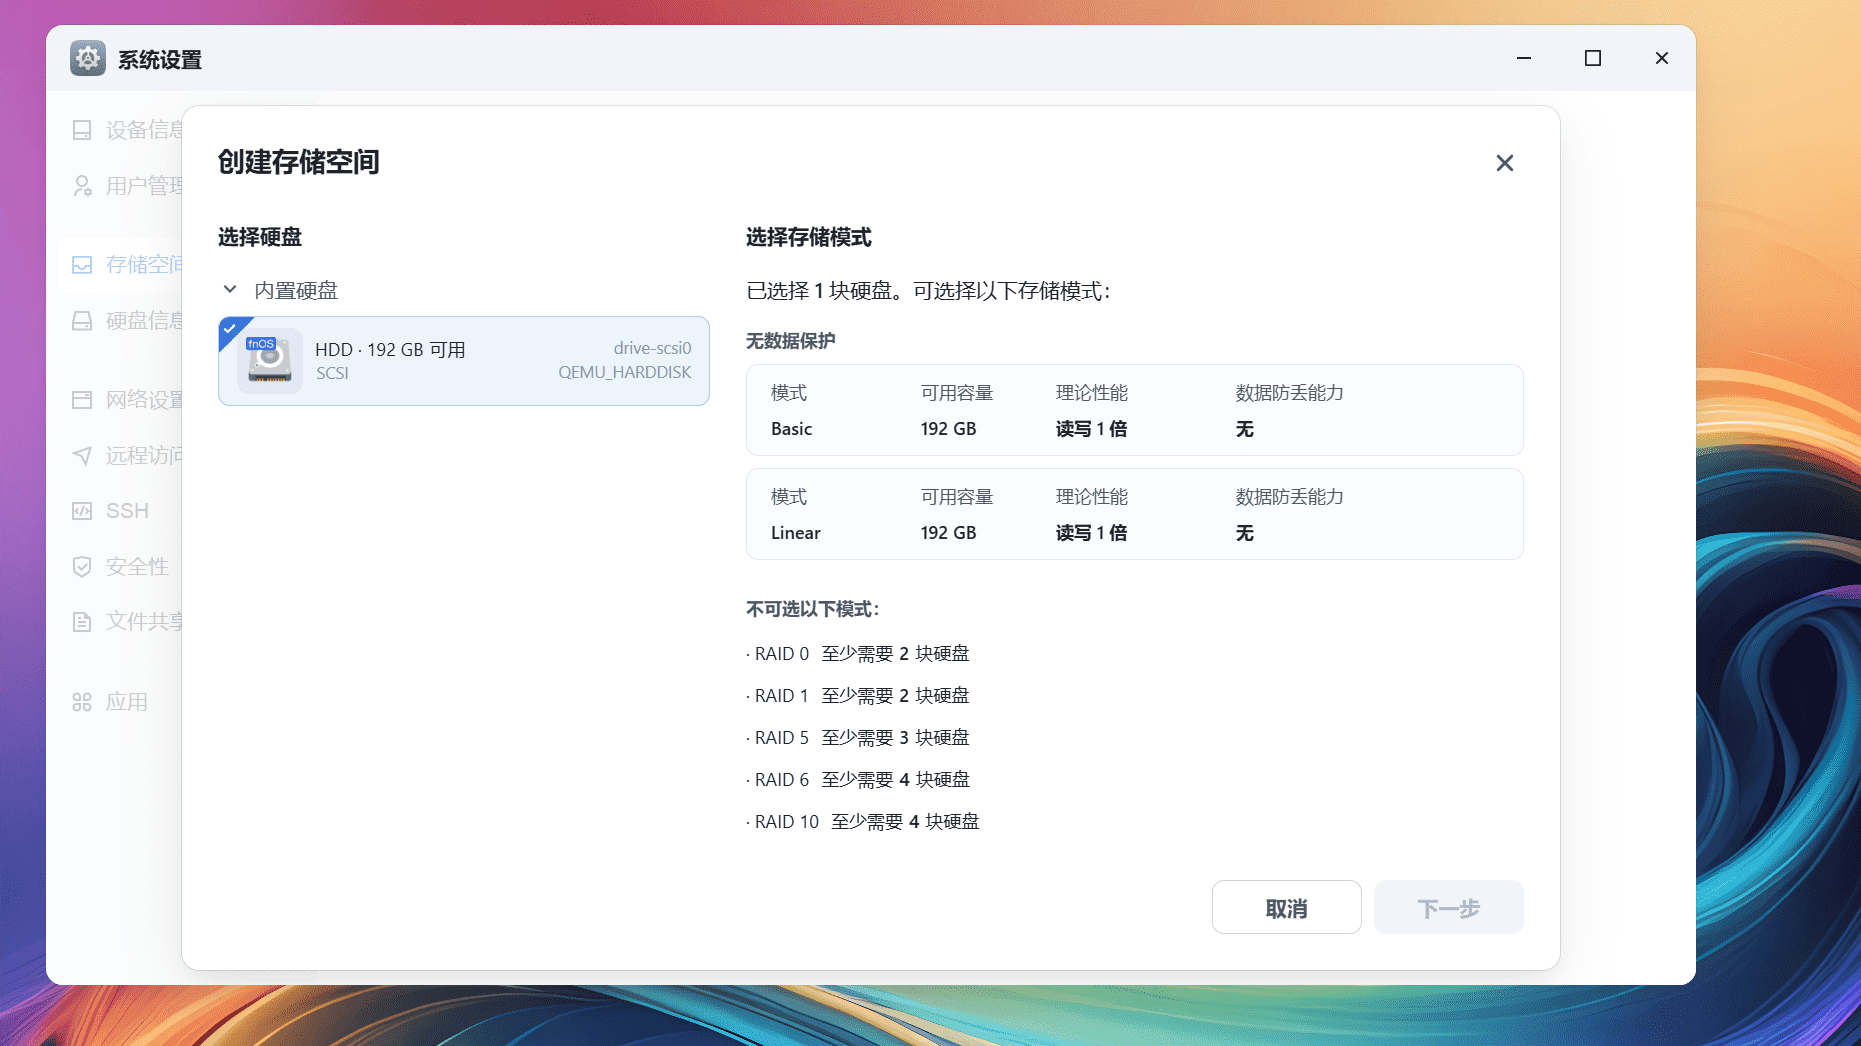 系统设置
设备信息
用户管理
存储空间
硬盘信息
网络设置
远程访问
SSH
安全性
文件共享
应用
创建存储空间
选择硬盘
内置硬盘
fnOS
HDD · 192 GB 可用
drive-scsi0
SCSI
QEMU_HARDDISK
选择存储模式
已选择 1 块硬盘。可选择以下存储模式：
无数据保护
模式 可用容量 理论性能 数据防丢能力
Basic 192 GB 读写 1 倍 无
模式 可用容量 理论性能 数据防丢能力
Linear 192 GB 读写 1 倍 无
不可选以下模式：
· RAID 0 至少需要 2 块硬盘
· RAID 1 至少需要 2 块硬盘
· RAID 5 至少需要 3 块硬盘
· RAID 6 至少需要 4 块硬盘
· RAID 10 至少需要 4 块硬盘
取消
下一步